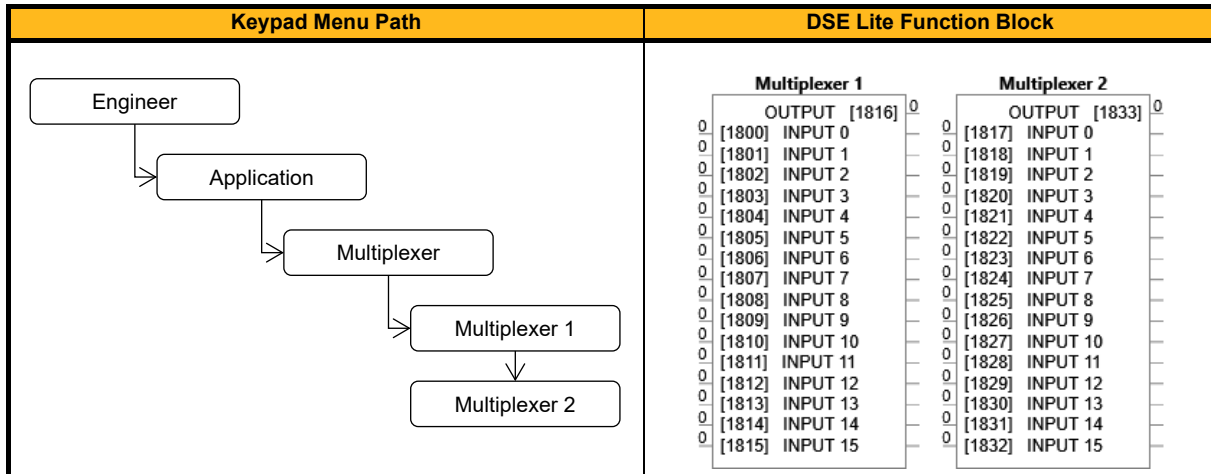 Keypad Menu Path
DSE Lite Function Block
Engineer
Application
Multiplexer
Multiplexer 1
Multiplexer 2
Multiplexer 1
OUTPUT [1816] 0
0 [1800] INPUT 0
0 [1801] INPUT 1
0 [1802] INPUT 2
0 [1803] INPUT 3
0 [1804] INPUT 4
0 [1805] INPUT 5
0 [1806] INPUT 6
0 [1807] INPUT 7
0 [1808] INPUT 8
0 [1809] INPUT 9
0 [1810] INPUT 10
0 [1811] INPUT 11
0 [1812] INPUT 12
0 [1813] INPUT 13
0 [1814] INPUT 14
0 [1815] INPUT 15
Multiplexer 2
OUTPUT [1833] 0
0 [1817] INPUT 0
0 [1818] INPUT 1
0 [1819] INPUT 2
0 [1820] INPUT 3
0 [1821] INPUT 4
0 [1822] INPUT 5
0 [1823] INPUT 6
0 [1824] INPUT 7
0 [1825] INPUT 8
0 [1826] INPUT 9
0 [1827] INPUT 10
0 [1828] INPUT 11
0 [1829] INPUT 12
0 [1830] INPUT 13
0 [1831] INPUT 14
0 [1832] INPUT 15